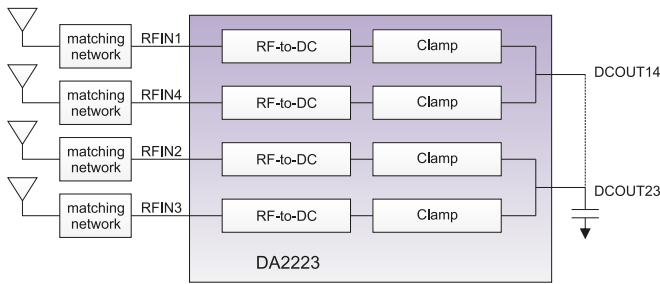 matching
network
RFIN1
RF-to-DC
Clamp
DCOUT14
matching
network
RFIN4
RF-to-DC
Clamp
matching
network
RFIN2
RF-to-DC
Clamp
DCOUT23
matching
network
RFIN3
RF-to-DC
Clamp
DA2223